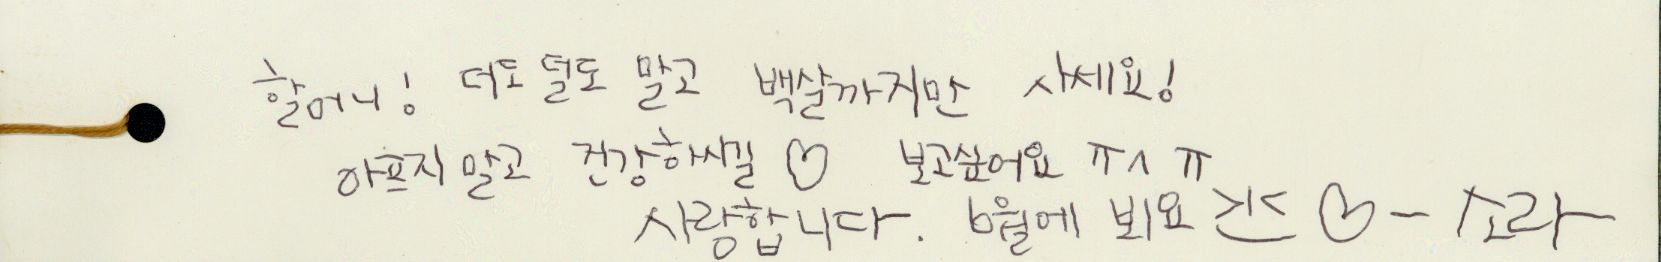 할머니! 더도 덜도 말고 백살까지만 사세요!
아프지 말고 건강하시길 ♡ 보고싶어요 ㅠㅅㅠ
사랑합니다. 6월에 뵈요 >_< ♡ - 소라